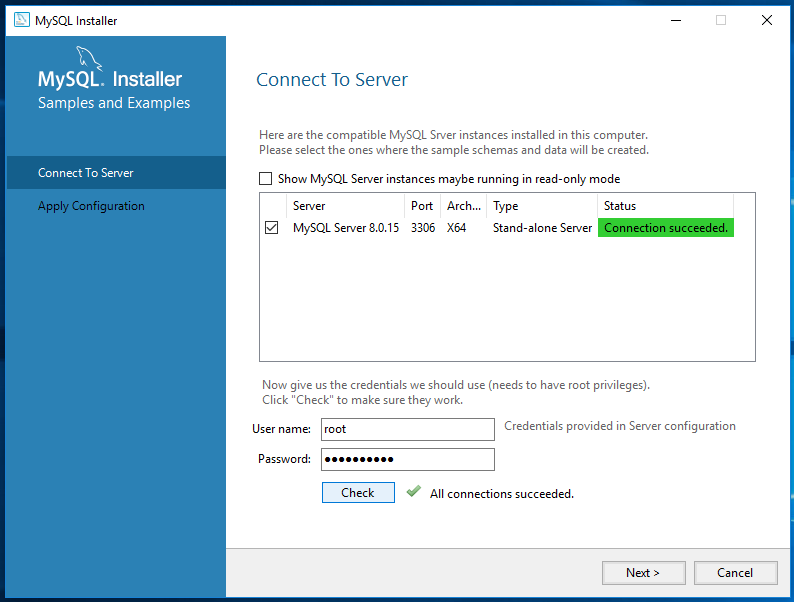 MySQL Installer
MySQL. Installer
Samples and Examples
Connect To Server
Apply Configuration
Connect To Server
Here are the compatible MySQL Srver instances installed in this computer.
Please select the ones where the sample schemas and data will be created.
Show MySQL Server instances maybe running in read-only mode
Server Port Arch... Type Status
MySQL Server 8.0.15 3306 X64 Stand-alone Server Connection succeeded.
Now give us the credentials we should use (needs to have root privileges).
Click "Check" to make sure they work.
User name: root Credentials provided in Server configuration
Password: ●●●●●●●●●●
Check All connections succeeded.
Next > Cancel